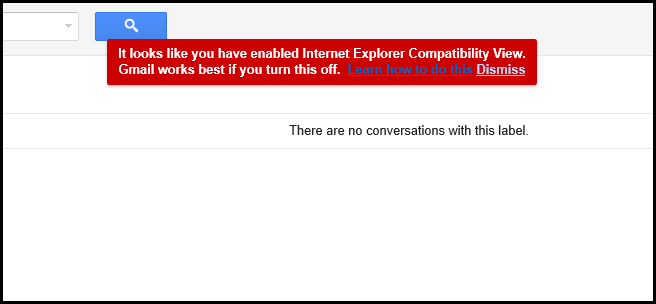 It looks like you have enabled Internet Explorer Compatibility View.
Gmail works best if you turn this off. Learn how to do this Dismiss
There are no conversations with this label.